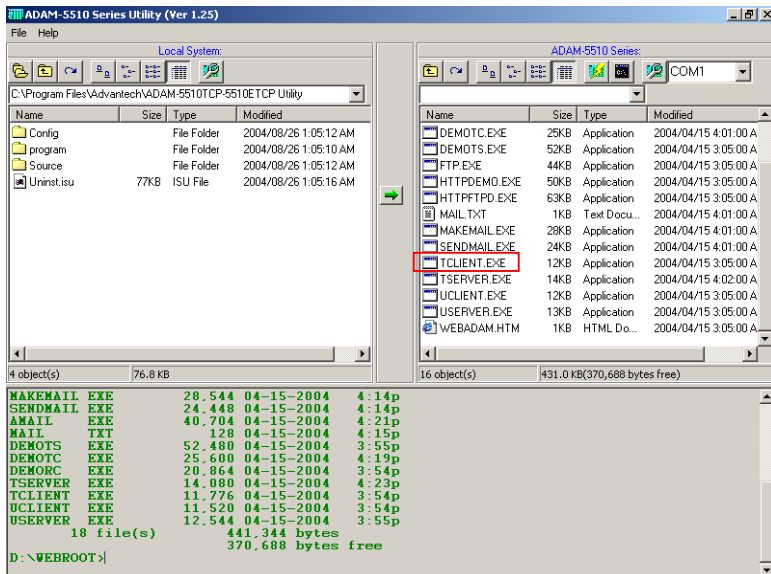 ADAM-5510 Series Utility (Ver 1.25)
File Help
Local System:
C:\Program Files\Advantech\ADAM-5510TCP-5510ETCP Utility
Name Size Type Modified
Config File Folder 2004/08/26 1:05:12 AM
program File Folder 2004/08/26 1:05:10 AM
Source File Folder 2004/08/26 1:05:12 AM
Uninst.isu 77KB ISU File 2004/08/26 1:05:16 AM
4 object(s) 76.8 KB
ADAM-5510 Series:
COM1
Name Size Type Modified
DEMOTC.EXE 25KB Application 2004/04/15 4:01:00 A
DEMOTS.EXE 52KB Application 2004/04/15 3:05:00 A
FTP.EXE 44KB Application 2004/04/15 3:05:00 A
HTTPDEMO.EXE 50KB Application 2004/04/15 3:05:00 A
HTTPFTPD.EXE 63KB Application 2004/04/15 3:05:00 A
MAIL.TXT 1KB Text Docu... 2004/04/15 4:01:00 A
MAKEMAIL.EXE 28KB Application 2004/04/15 4:01:00 A
SENDMAIL.EXE 24KB Application 2004/04/15 4:01:00 A
TCLIENT.EXE 12KB Application 2004/04/15 3:05:00 A
TSERVER.EXE 14KB Application 2004/04/15 4:02:00 A
UCLIENT.EXE 12KB Application 2004/04/15 3:05:00 A
USERVER.EXE 13KB Application 2004/04/15 3:05:00 A
WEBADAM.HTM 1KB HTML Do... 2004/04/15 3:05:00 A
16 object(s) 431.0 KB(370,688 bytes free)
MAKEMAIL EXE 28,544 04-15-2004 4:14p
SENDMAIL EXE 24,448 04-15-2004 4:14p
AMAIL EXE 40,704 04-15-2004 4:21p
MAIL TXT 128 04-15-2004 4:15p
DEMOTS EXE 52,480 04-15-2004 3:55p
DEMOTC EXE 25,600 04-15-2004 4:19p
DEMORC EXE 20,864 04-15-2004 3:54p
TSERVER EXE 14,080 04-15-2004 4:23p
TCLIENT EXE 11,776 04-15-2004 3:54p
UCLIENT EXE 11,520 04-15-2004 3:54p
USERVER EXE 12,544 04-15-2004 3:55p
18 file(s) 441,344 bytes
370,688 bytes free
D:\WEBROOT>